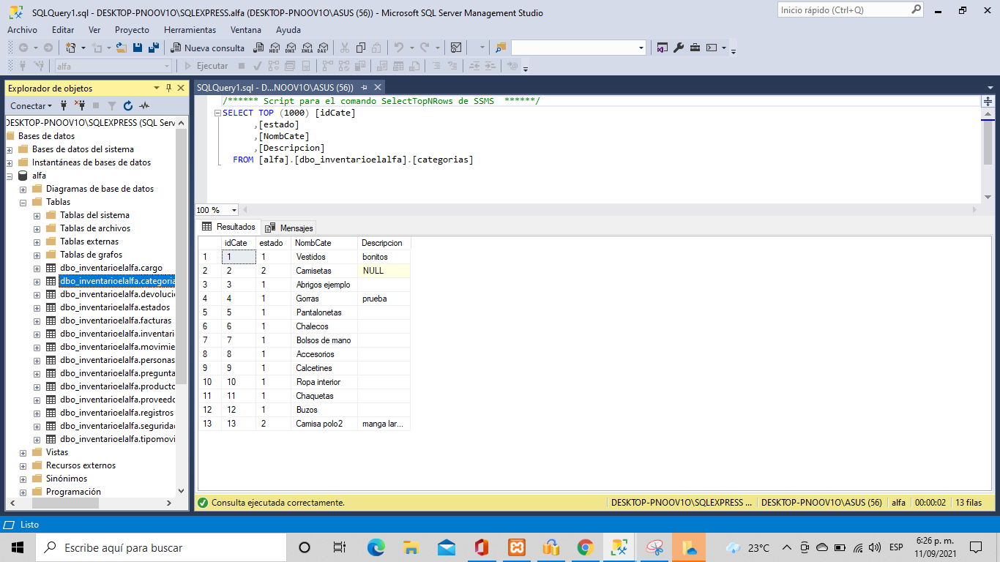 SQLQuery1.sql - DESKTOP-PNOOV1O\SQLEXPRESS.alfa (DESKTOP-PNOOV1O\ASUS (56)) - Microsoft SQL Server Management Studio
Inicio rápido (Ctrl+Q)
Archivo Editar Ver Proyecto Herramientas Ventana Ayuda
Nueva consulta MDX DMX XMLA DAX
alfa Ejecutar
Explorador de objetos
Conectar
DESKTOP-PNOOV1O\SQLEXPRESS (SQL Serv
Bases de datos
Bases de datos del sistema
Instantáneas de bases de datos
alfa
Diagramas de base de datos
Tablas
Tablas del sistema
Tablas de archivos
Tablas externas
Tablas de grafos
dbo_inventarioelalfa.cargo
dbo_inventarioelalfa.categoria
dbo_inventarioelalfa.devoluci
dbo_inventarioelalfa.estados
dbo_inventarioelalfa.facturas
dbo_inventarioelalfa.inventari
dbo_inventarioelalfa.movimie
dbo_inventarioelalfa.personas
dbo_inventarioelalfa.pregunta
dbo_inventarioelalfa.producto
dbo_inventarioelalfa.proveedo
dbo_inventarioelalfa.registros
dbo_inventarioelalfa.segurida
dbo_inventarioelalfa.tipomovi
Vistas
Recursos externos
Sinónimos
Programación
SQLQuery1.sql - D...NOOV1O\ASUS (56))
/****** Script para el comando SelectTopNRows de SSMS ******/
SELECT TOP (1000) [idCate]
,[estado]
,[NombCate]
,[Descripcion]
FROM [alfa].[dbo_inventarioelalfa].[categorias]
100 %
Resultados Mensajes
idCate estado NombCate Descripcion
1 1 1 Vestidos bonitos
2 2 2 Camisetas NULL
3 3 1 Abrigos ejemplo
4 4 1 Gorras prueba
5 5 1 Pantalonetas
6 6 1 Chalecos
7 7 1 Bolsos de mano
8 8 1 Accesorios
9 9 1 Calcetines
10 10 1 Ropa interior
11 11 1 Chaquetas
12 12 1 Buzos
13 13 2 Camisa polo2 manga lar...
Consulta ejecutada correctamente. DESKTOP-PNOOV1O\SQLEXPRESS ... DESKTOP-PNOOV1O\ASUS (56) alfa 00:00:02 13 filas
Listo
Escribe aquí para buscar
23°C ESP 6:26 p. m.
11/09/2021